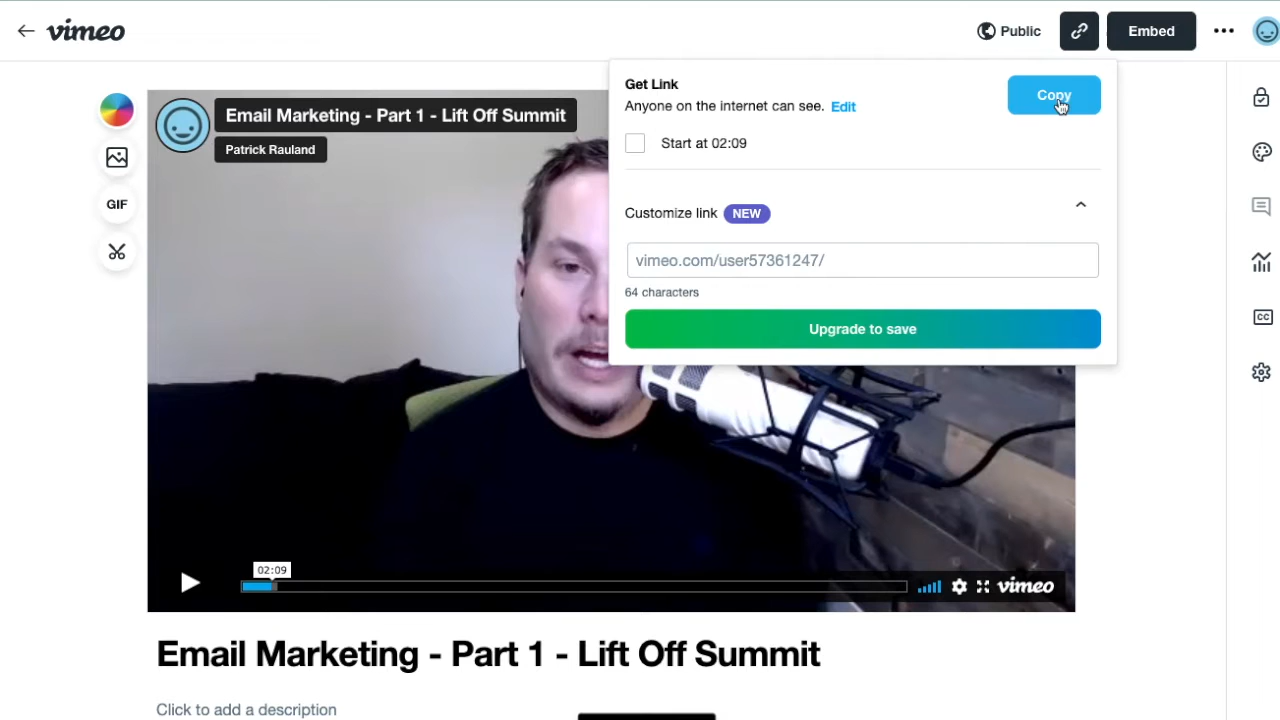 vimeo
Public
Embed
Get Link
Copy
Anyone on the internet can see. Edit
Start at 02:09
Customize link NEW
vimeo.com/user57361247/
64 characters
Upgrade to save
Email Marketing - Part 1 - Lift Off Summit
Patrick Rauland
GIF
CC
02:09
vimeo
Email Marketing - Part 1 - Lift Off Summit
Click to add a description